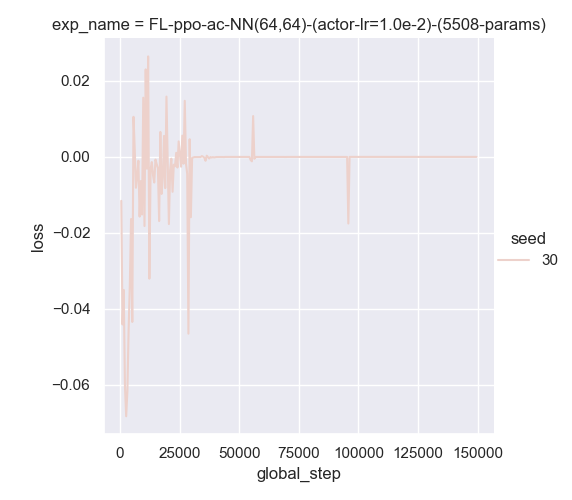 exp_name = FL-ppo-ac-NN(64,64)-(actor-lr=1.0e-2)-(5508-params)
0.02
0.00
−0.02
−0.04
−0.06
loss
seed
30
0 25000 50000 75000 100000 125000 150000
global_step